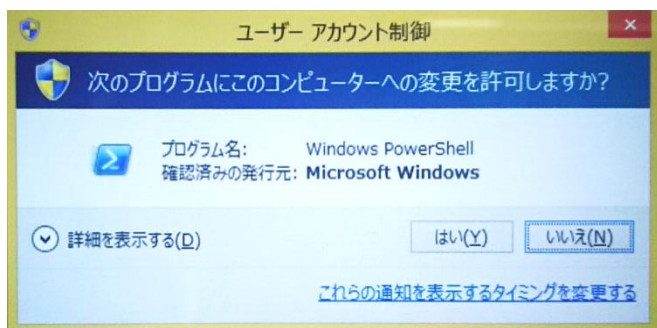 ユーザー アカウント制御
次のプログラムにこのコンピューターへの変更を許可しますか?
プログラム名: Windows PowerShell
確認済みの発行元: Microsoft Windows
詳細を表示する(D)
はい(Y)
いいえ(N)
これらの通知を表示するタイミングを変更する